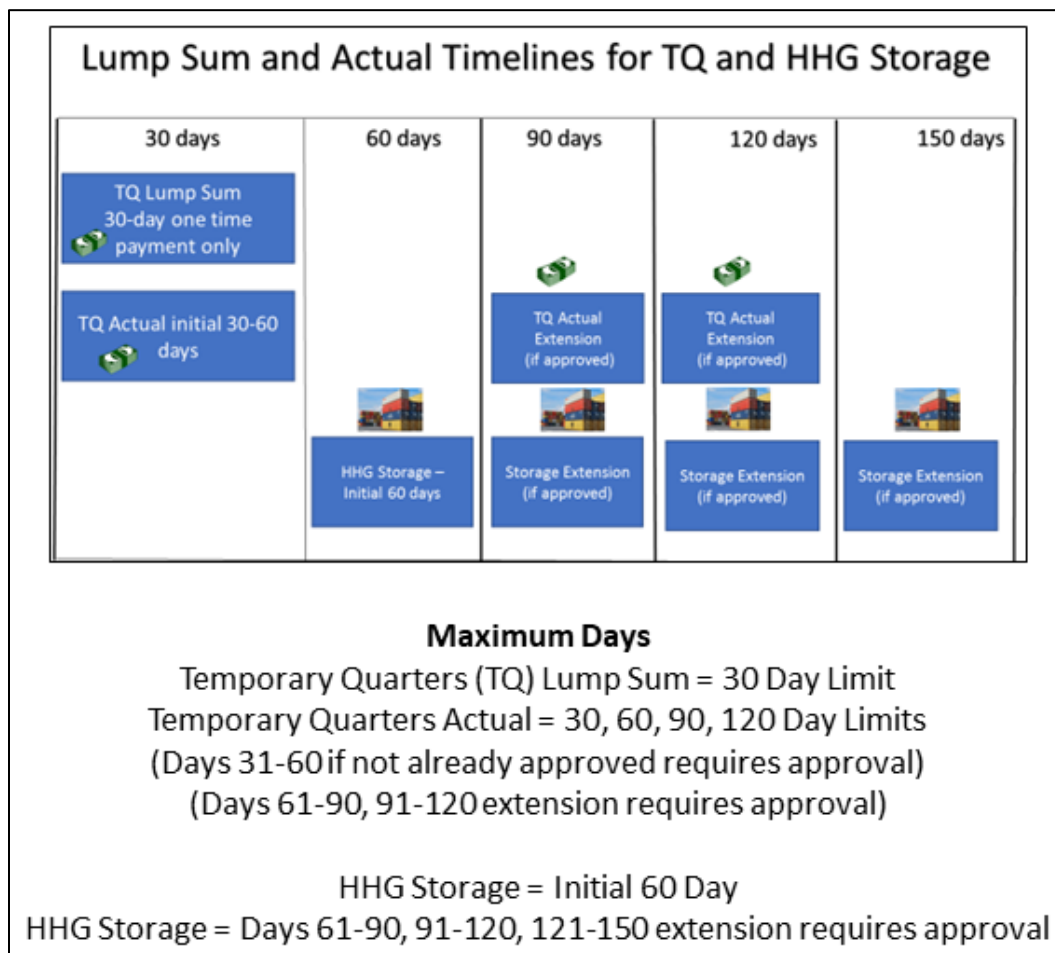 Lump Sum and Actual Timelines for TQ and HHG Storage
30 days
60 days
90 days
120 days
150 days
TQ Lump Sum
30-day one time
payment only
TQ Actual initial 30-60
days
TQ Actual
Extension
(if approved)
TQ Actual
Extension
(if approved)
HHG Storage –
Initial 60 days
Storage Extension
(if approved)
Storage Extension
(if approved)
Storage Extension
(if approved)
Maximum Days
Temporary Quarters (TQ) Lump Sum = 30 Day Limit
Temporary Quarters Actual = 30, 60, 90, 120 Day Limits
(Days 31-60 if not already approved requires approval)
(Days 61-90, 91-120 extension requires approval)
HHG Storage = Initial 60 Day
HHG Storage = Days 61-90, 91-120, 121-150 extension requires approval